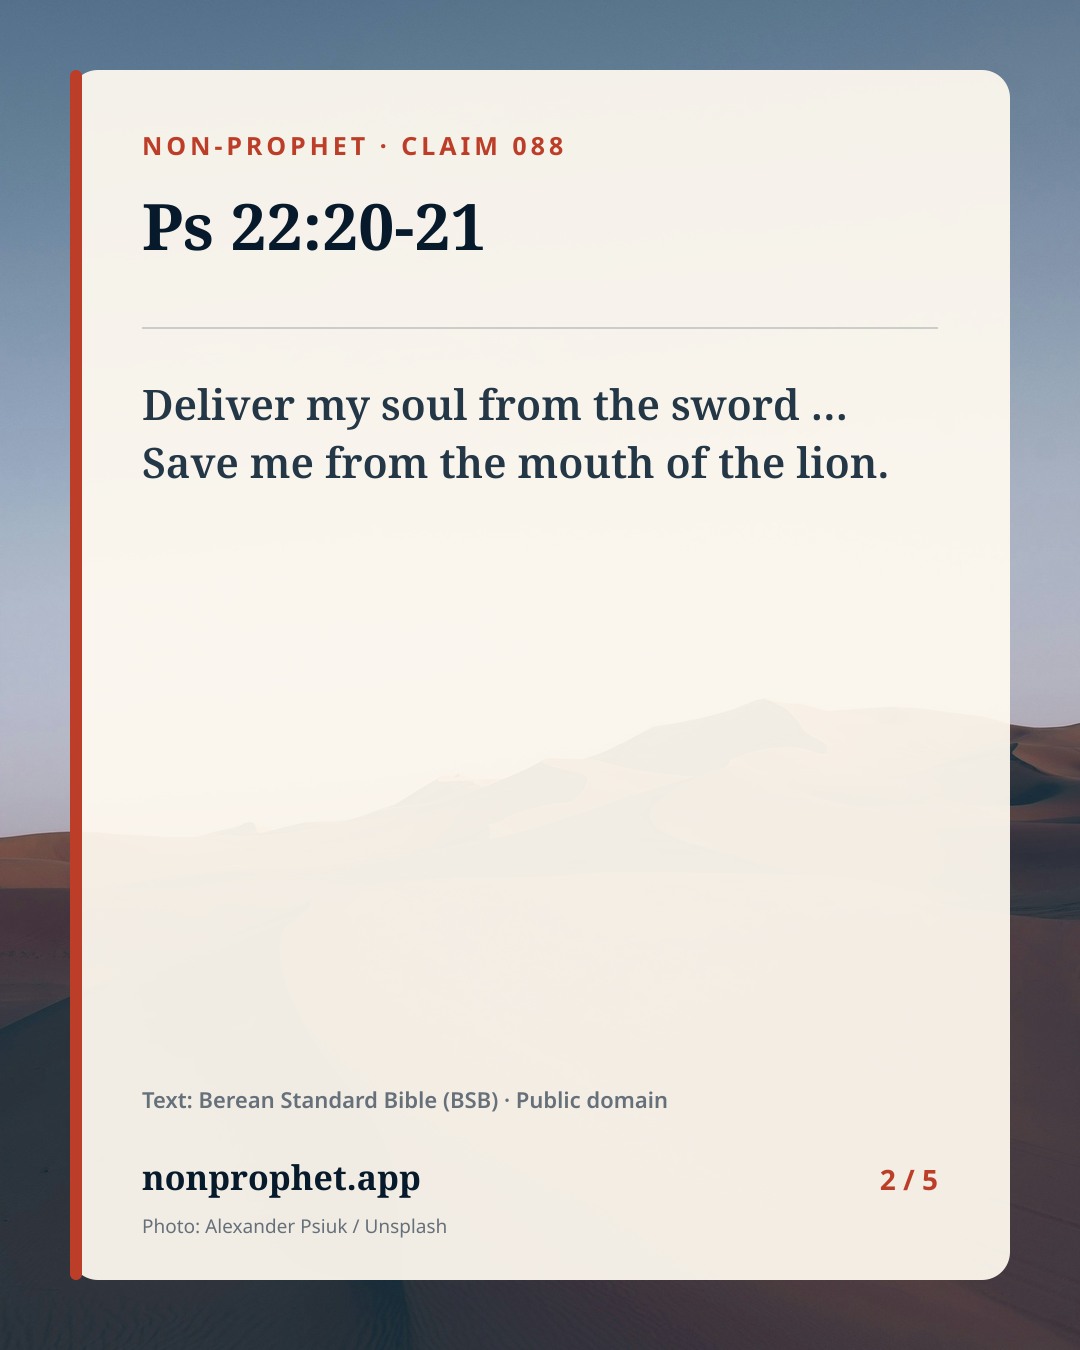 NON-PROPHET · CLAIM 088
Ps 22:20-21
Deliver my soul from the sword ...
Save me from the mouth of the lion.
Text: Berean Standard Bible (BSB) · Public domain
nonprophet.app
2 / 5
Photo: Alexander Psiuk / Unsplash